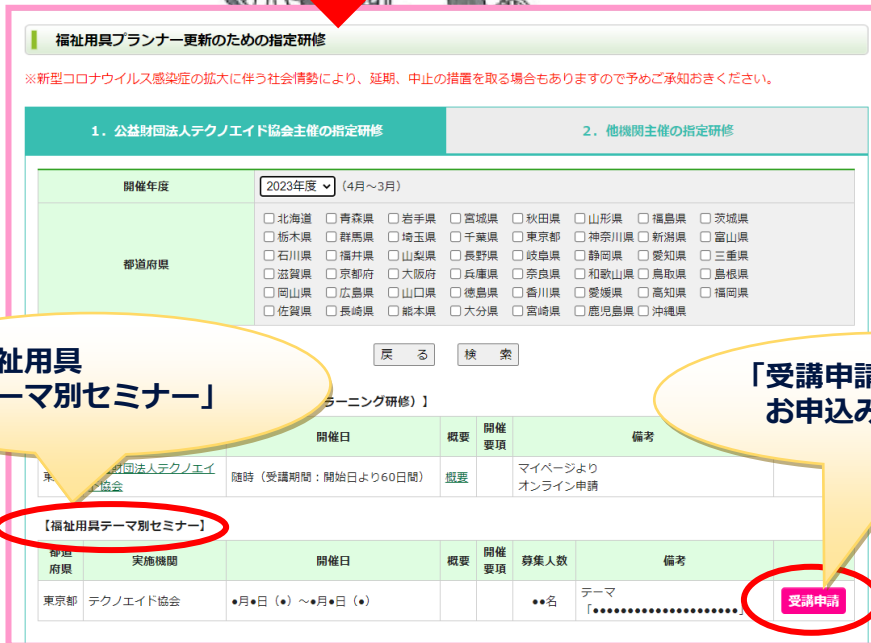 福祉用具プランナー更新のための指定研修
※新型コロナウイルス感染症の拡大に伴う社会情勢により、延期、中止の措置を取る場合もありますので予めご承知おきください。
1．公益財団法人テクノエイド協会主催の指定研修
2．他機関主催の指定研修
開催年度
2023年度 (4月～3月)
都道府県
北海道 青森県 岩手県 宮城県 秋田県 山形県 福島県 茨城県
栃木県 群馬県 埼玉県 千葉県 東京都 神奈川県 新潟県 富山県
石川県 福井県 山梨県 長野県 岐阜県 静岡県 愛知県 三重県
滋賀県 京都府 大阪府 兵庫県 奈良県 和歌山県 鳥取県 島根県
岡山県 広島県 山口県 徳島県 香川県 愛媛県 高知県 福岡県
佐賀県 長崎県 熊本県 大分県 宮崎県 鹿児島県 沖縄県
戻 る 検 索
祉用具
ーマ別セミナー」
「受講申請
お申込み
ラーニング研修）】
開催日 概要 開催要項 備考
財団法人テクノエイ
ド協会
随時（受講期間：開始日より60日間） 概要
マイページより
オンライン申請
【福祉用具テーマ別セミナー】
都道府県 実施機関 開催日 概要 開催要項 募集人数 備考
東京都 テクノエイド協会 ●月●日（●）～●月●日（●） ●●名
テーマ
「●●●●●●●●●●●●●●●●●●●●●」
受講申請